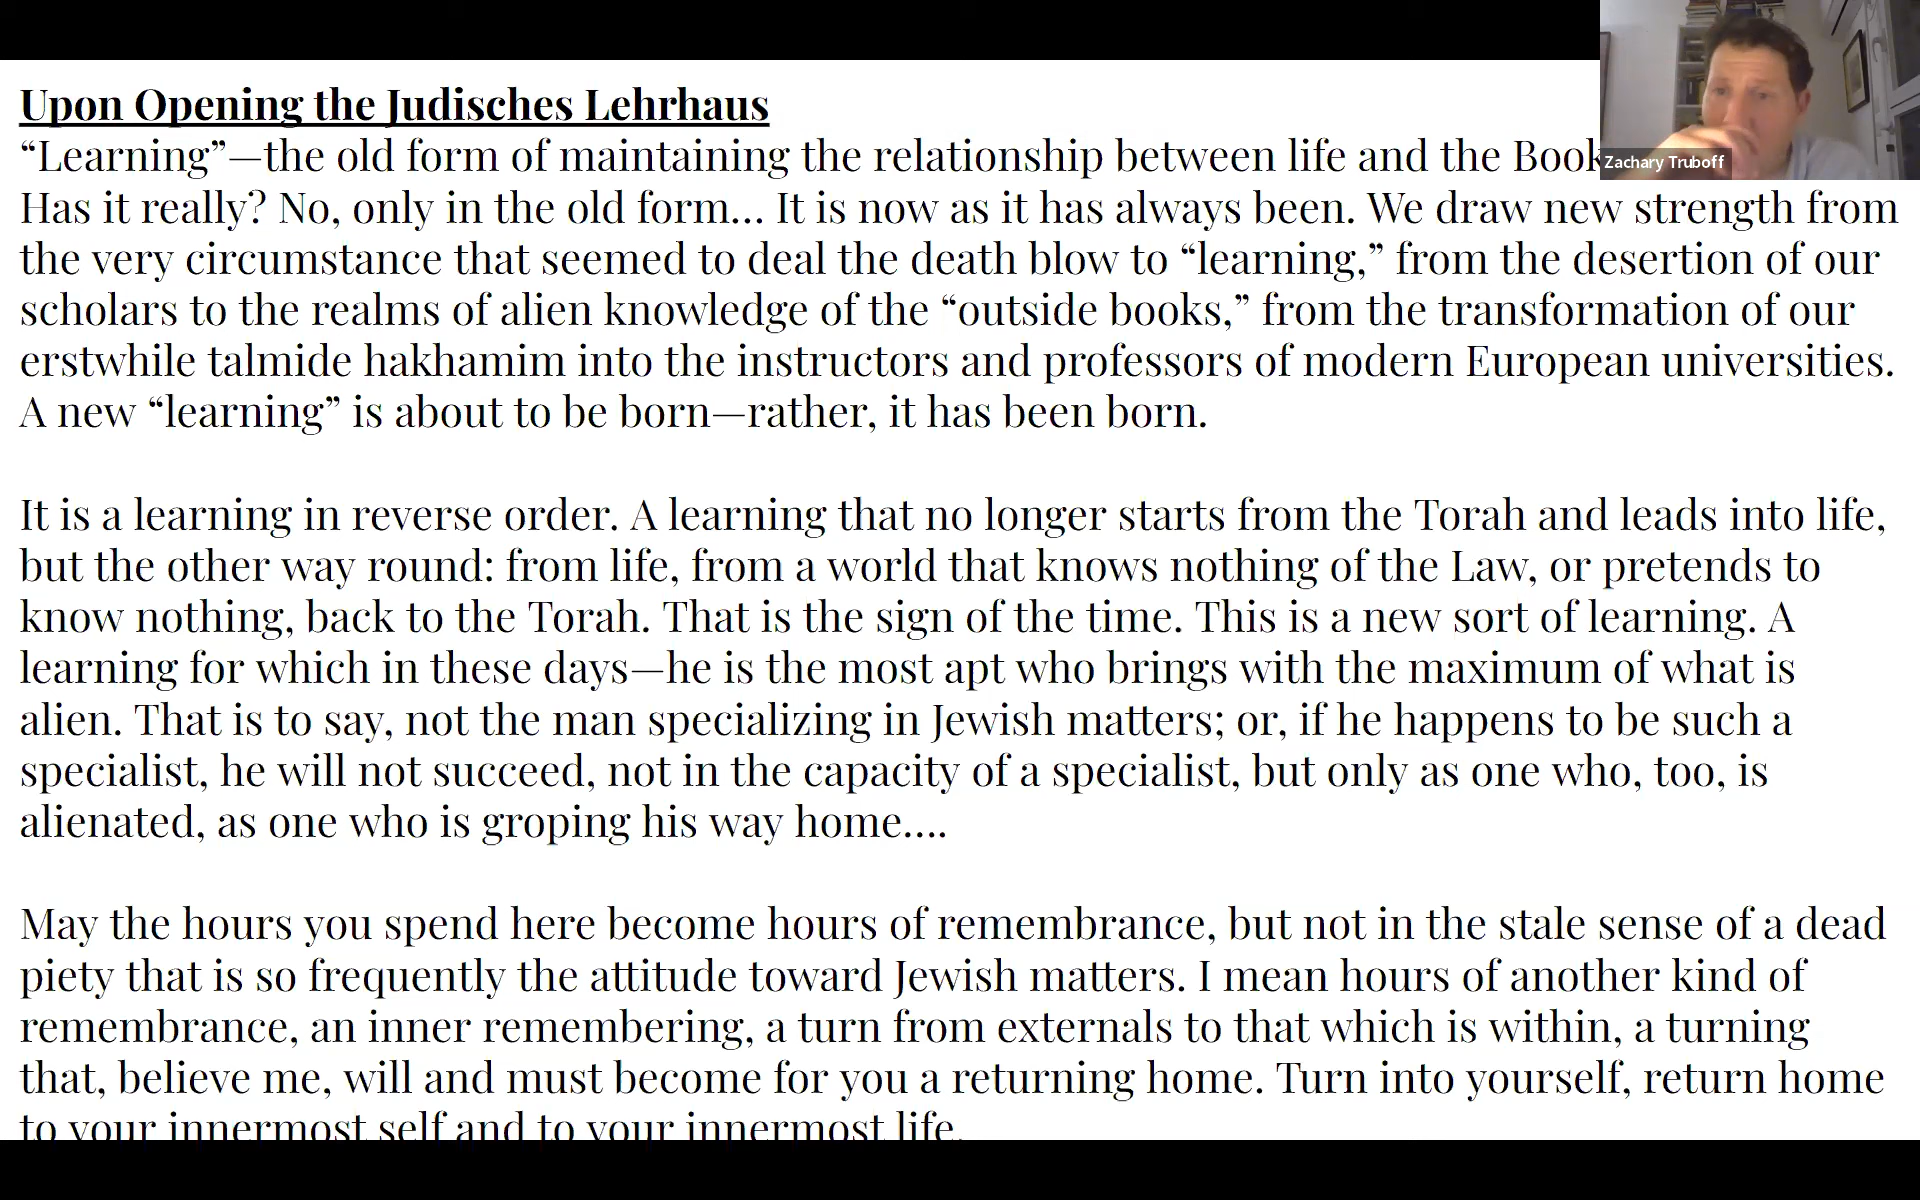 Upon Opening the Judisches Lehrhaus
“Learning”—the old form of maintaining the relationship between life and the Book
Zachary Truboff
Has it really? No, only in the old form... It is now as it has always been. We draw new strength from
the very circumstance that seemed to deal the death blow to “learning,” from the desertion of our
scholars to the realms of alien knowledge of the “outside books,” from the transformation of our
erstwhile talmide hakhamim into the instructors and professors of modern European universities.
A new “learning” is about to be born—rather, it has been born.
It is a learning in reverse order. A learning that no longer starts from the Torah and leads into life,
but the other way round: from life, from a world that knows nothing of the Law, or pretends to
know nothing, back to the Torah. That is the sign of the time. This is a new sort of learning. A
learning for which in these days—he is the most apt who brings with the maximum of what is
alien. That is to say, not the man specializing in Jewish matters; or, if he happens to be such a
specialist, he will not succeed, not in the capacity of a specialist, but only as one who, too, is
alienated, as one who is groping his way home....
May the hours you spend here become hours of remembrance, but not in the stale sense of a dead
piety that is so frequently the attitude toward Jewish matters. I mean hours of another kind of
remembrance, an inner remembering, a turn from externals to that which is within, a turning
that, believe me, will and must become for you a returning home. Turn into yourself, return home
to your innermost self and to your innermost life.